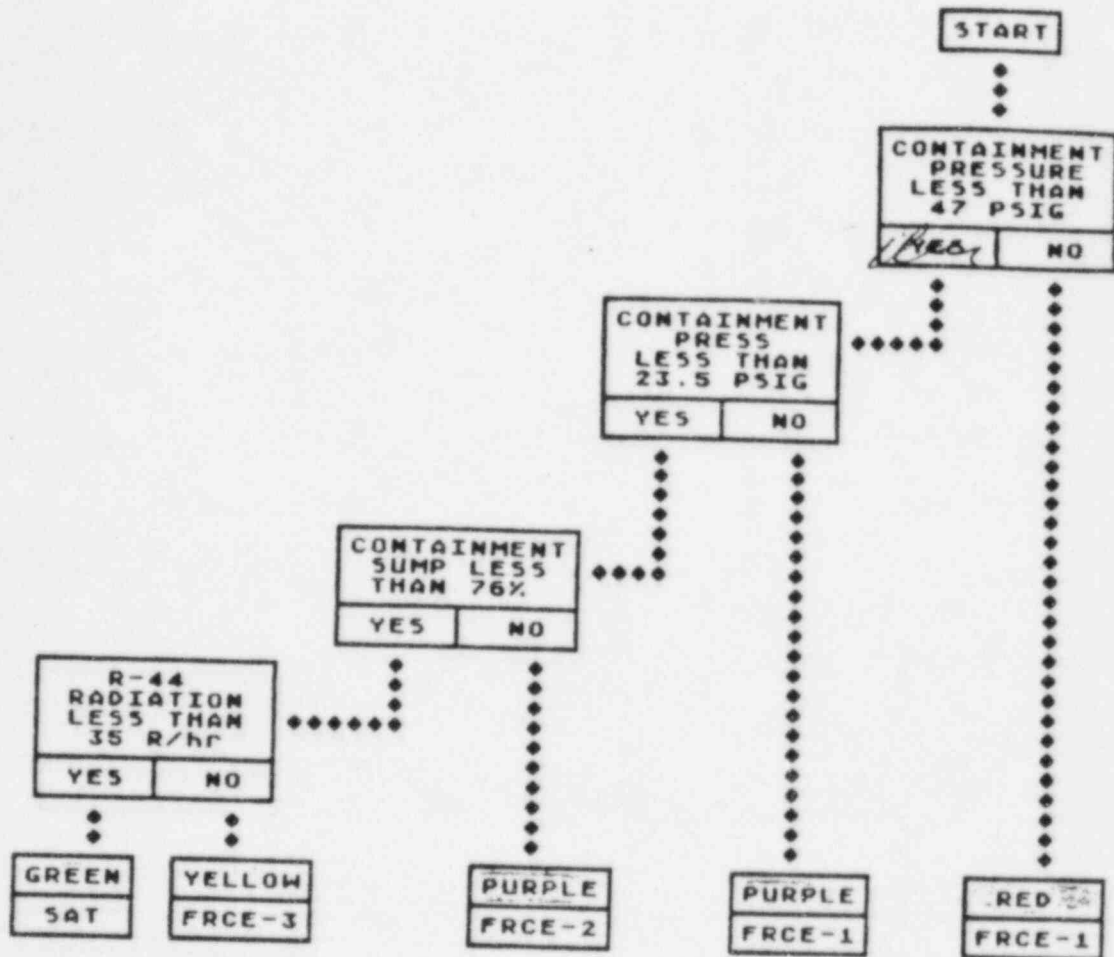 START
CONTAINMENT
PRESSURE
LESS THAN
47 PSIG
YES NO
CONTAINMENT
PRESS
LESS THAN
23.5 PSIG
YES NO
CONTAINMENT
SUMP LESS
THAN 76%
YES NO
R-44
RADIATION
LESS THAN
35 R/hr
YES NO
GREEN
SAT
YELLOW
FRCE-3
PURPLE
FRCE-2
PURPLE
FRCE-1
RED
FRCE-1